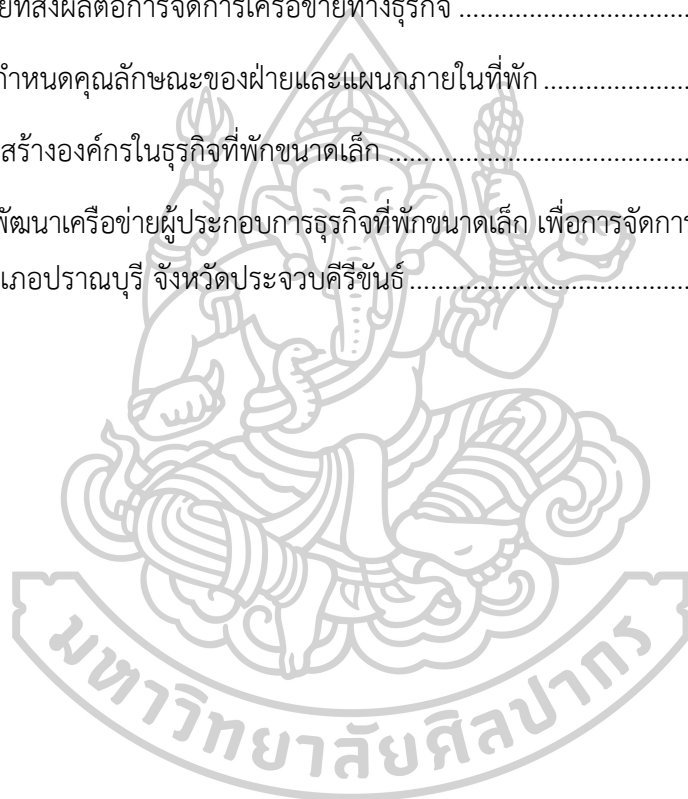 ยที่ส่งผลต่อการจัดการเครือข่ายทางธุรกิจ ....................................
กำหนดคุณลักษณะของฝ่ายและแผนกภายในที่พัก ......................
สร้างองค์กรในธุรกิจที่พักขนาดเล็ก .............................................
พัฒนาเครือข่ายผู้ประกอบการธุรกิจที่พักขนาดเล็ก เพื่อการจัดการ
เภอปราณบุรี จังหวัดประจวบคีรีขันธ์ ..........................................
มหาวิทยาลัยศิลปากร